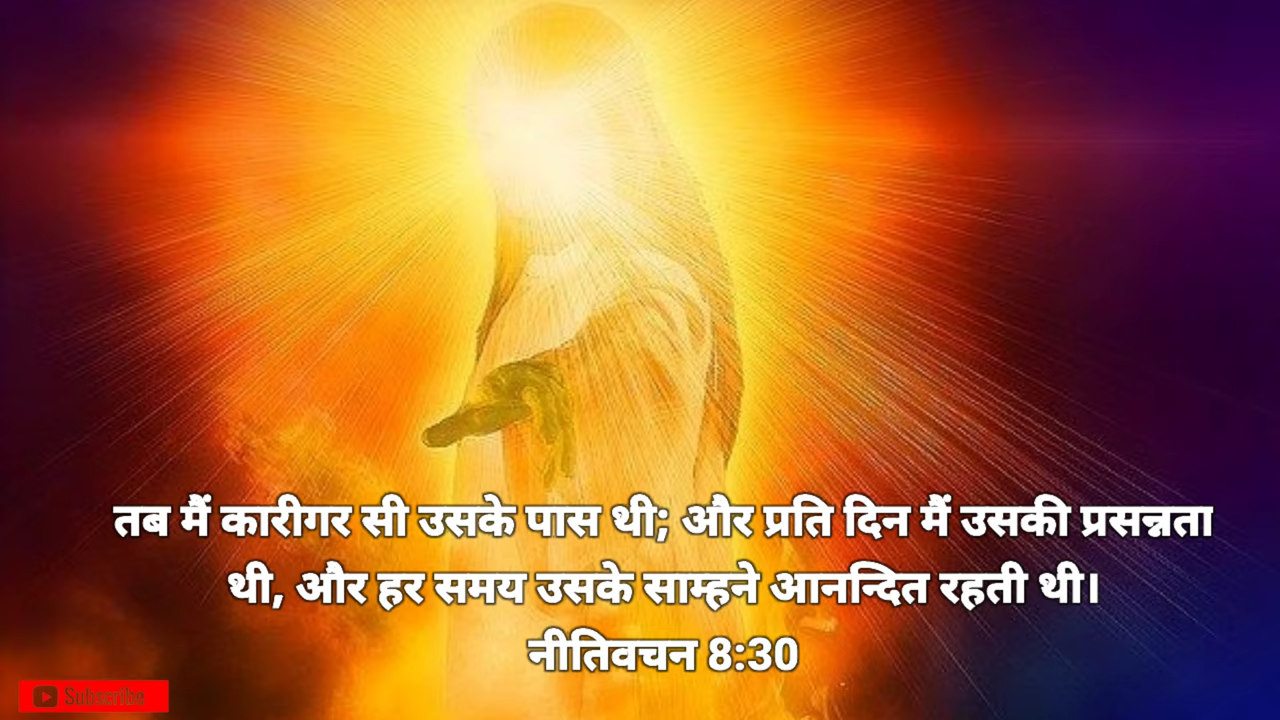 तब मैं कारीगर सी उसके पास थी; और प्रति दिन मैं उसकी प्रसन्नता
थी, और हर समय उसके साम्हने आनन्दित रहती थी।
नीतिवचन 8:30
Subscribe